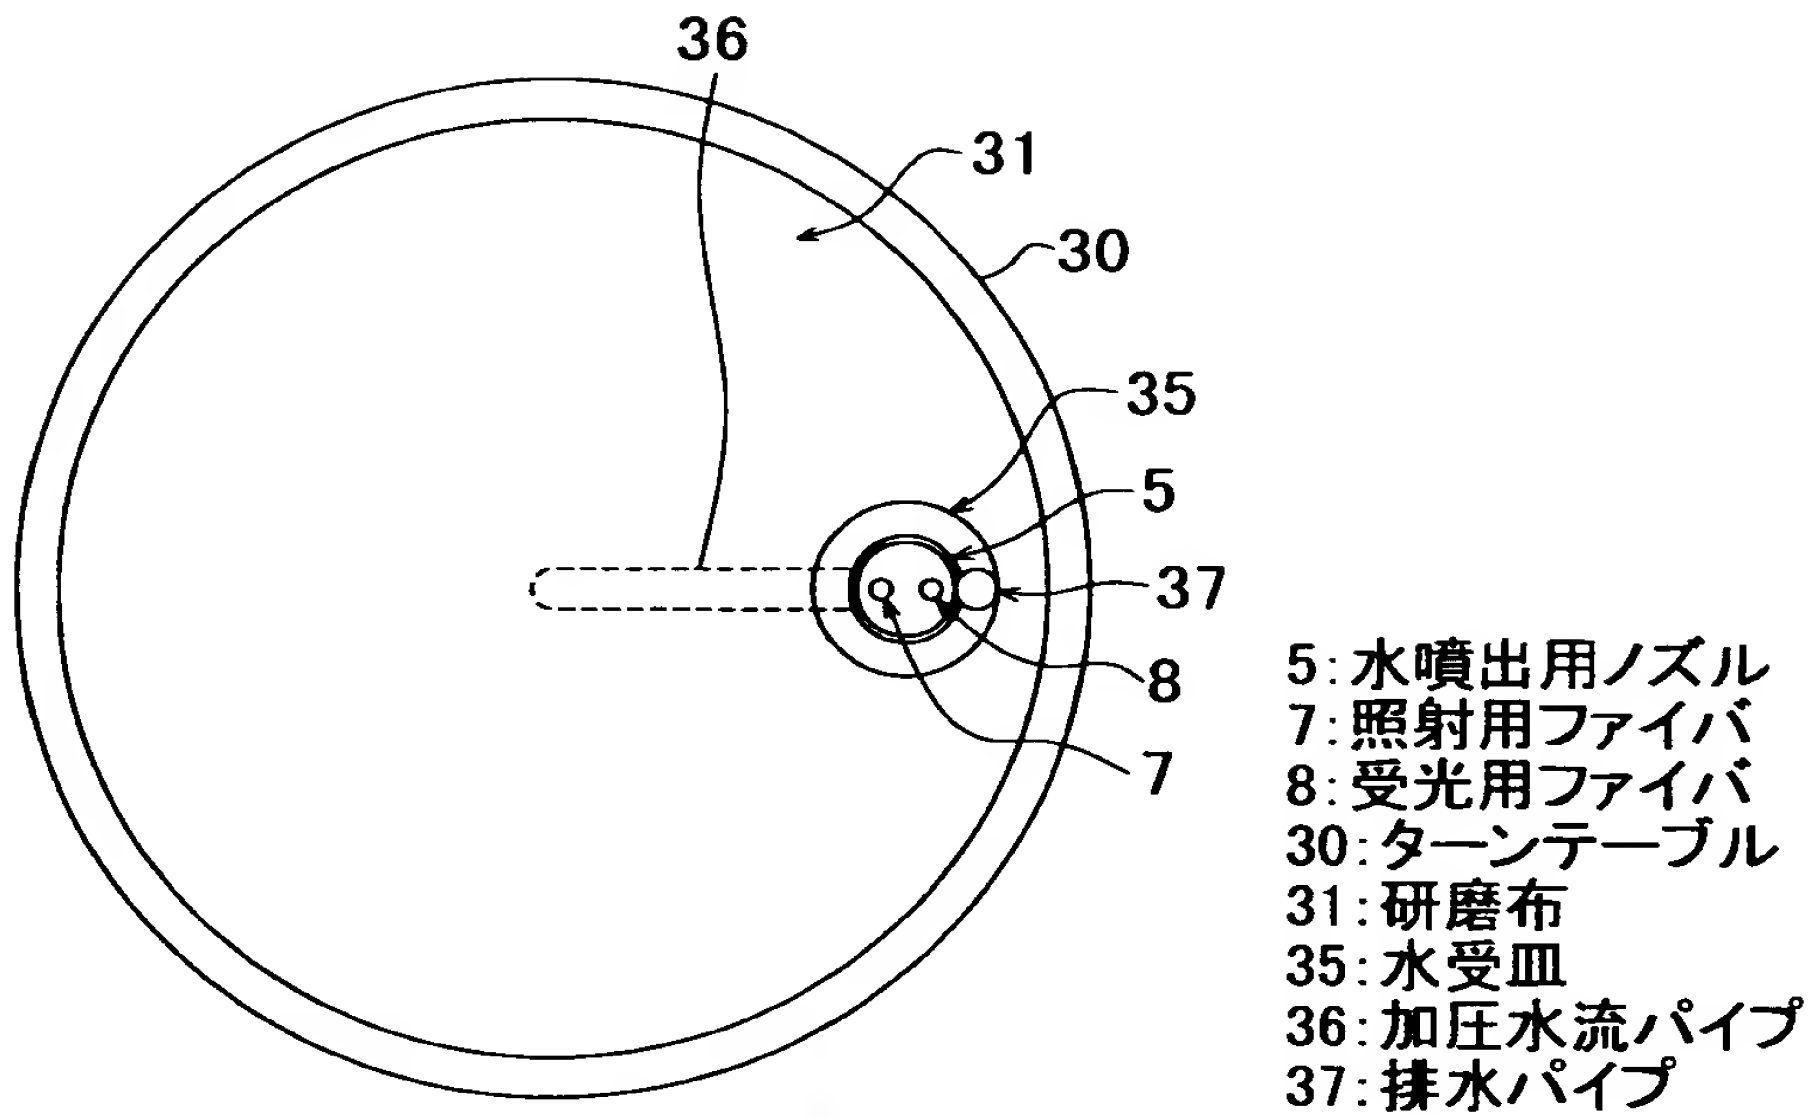 36
31
30
35
5
37
8
7
5:水噴出用ノズル
7:照射用ファイバ
8:受光用ファイバ
30:ターンテーブル
31:研磨布
35:水受皿
36:加圧水流パイプ
37:排水パイプ